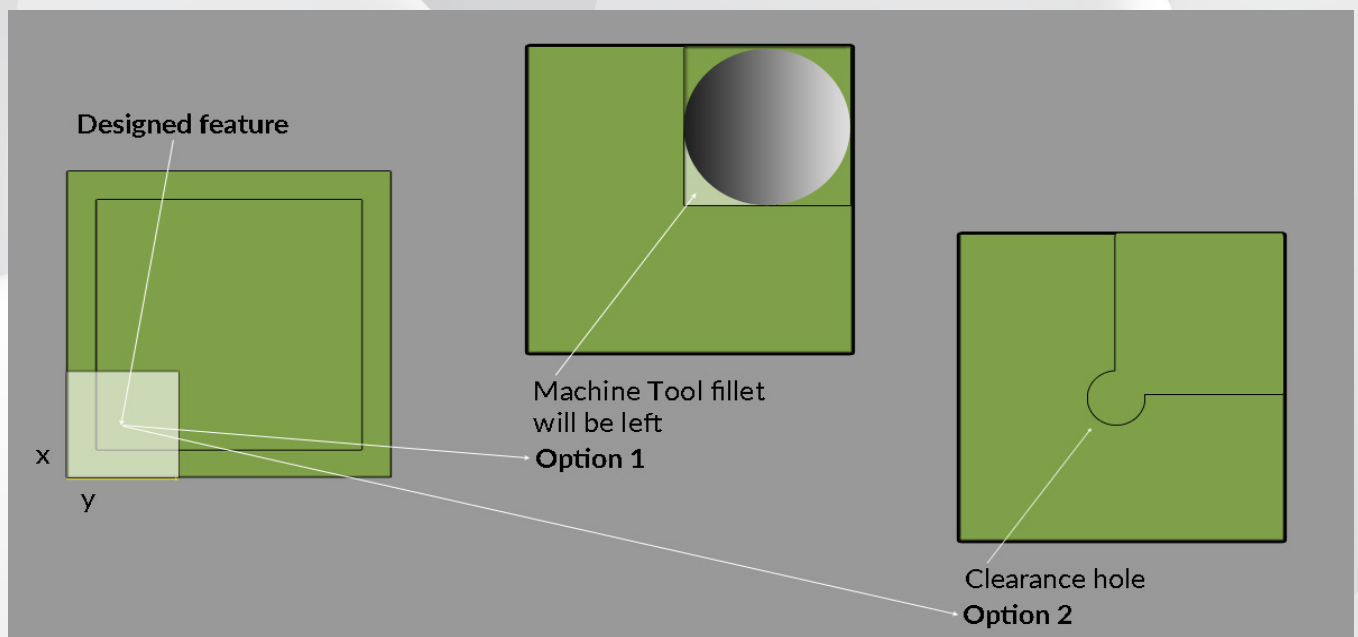 Designed feature
x
y
Machine Tool fillet
will be left
Option 1
Clearance hole
Option 2